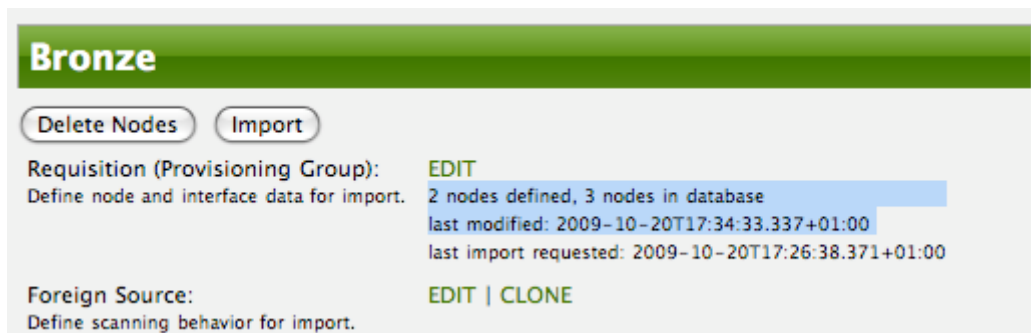 Bronze
Delete Nodes Import
Requisition (Provisioning Group): EDIT
Define node and interface data for import. 2 nodes defined, 3 nodes in database
last modified: 2009-10-20T17:34:33.337+01:00
last import requested: 2009-10-20T17:26:38.371+01:00
Foreign Source: EDIT | CLONE
Define scanning behavior for import.